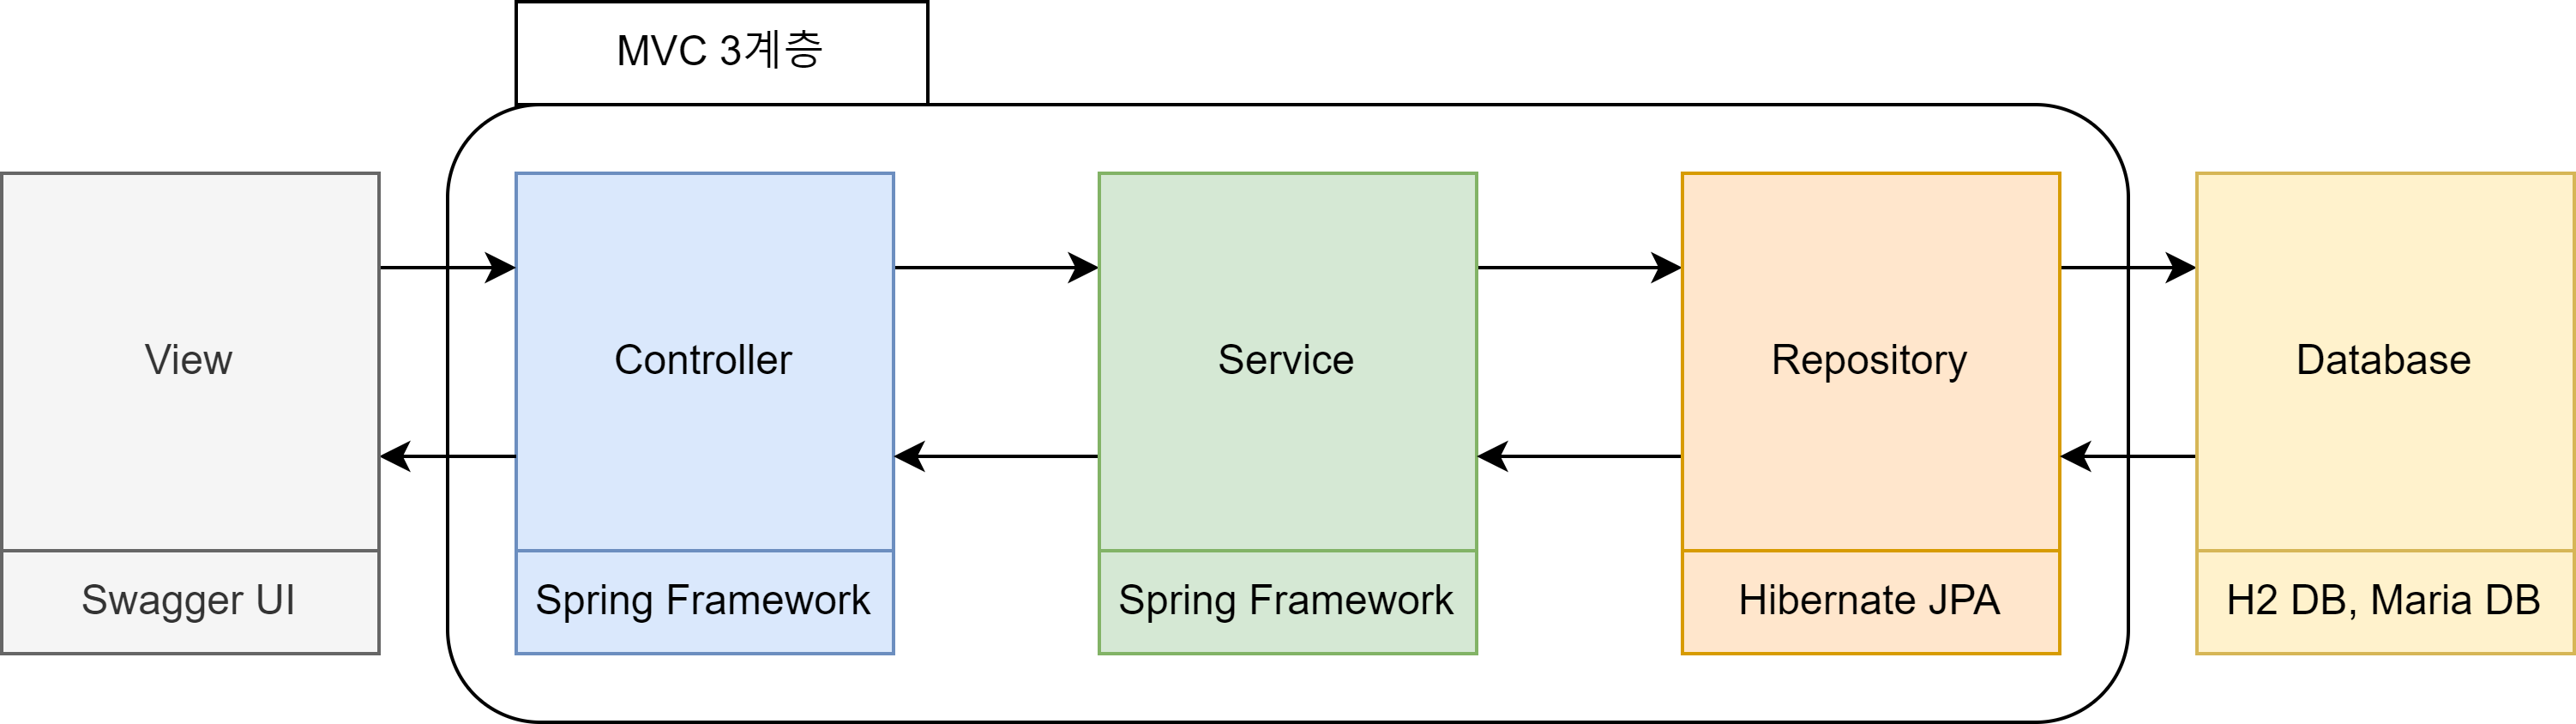 MVC 3계층
View
Controller
Service
Repository
Database
Swagger UI
Spring Framework
Spring Framework
Hibernate JPA
H2 DB, Maria DB